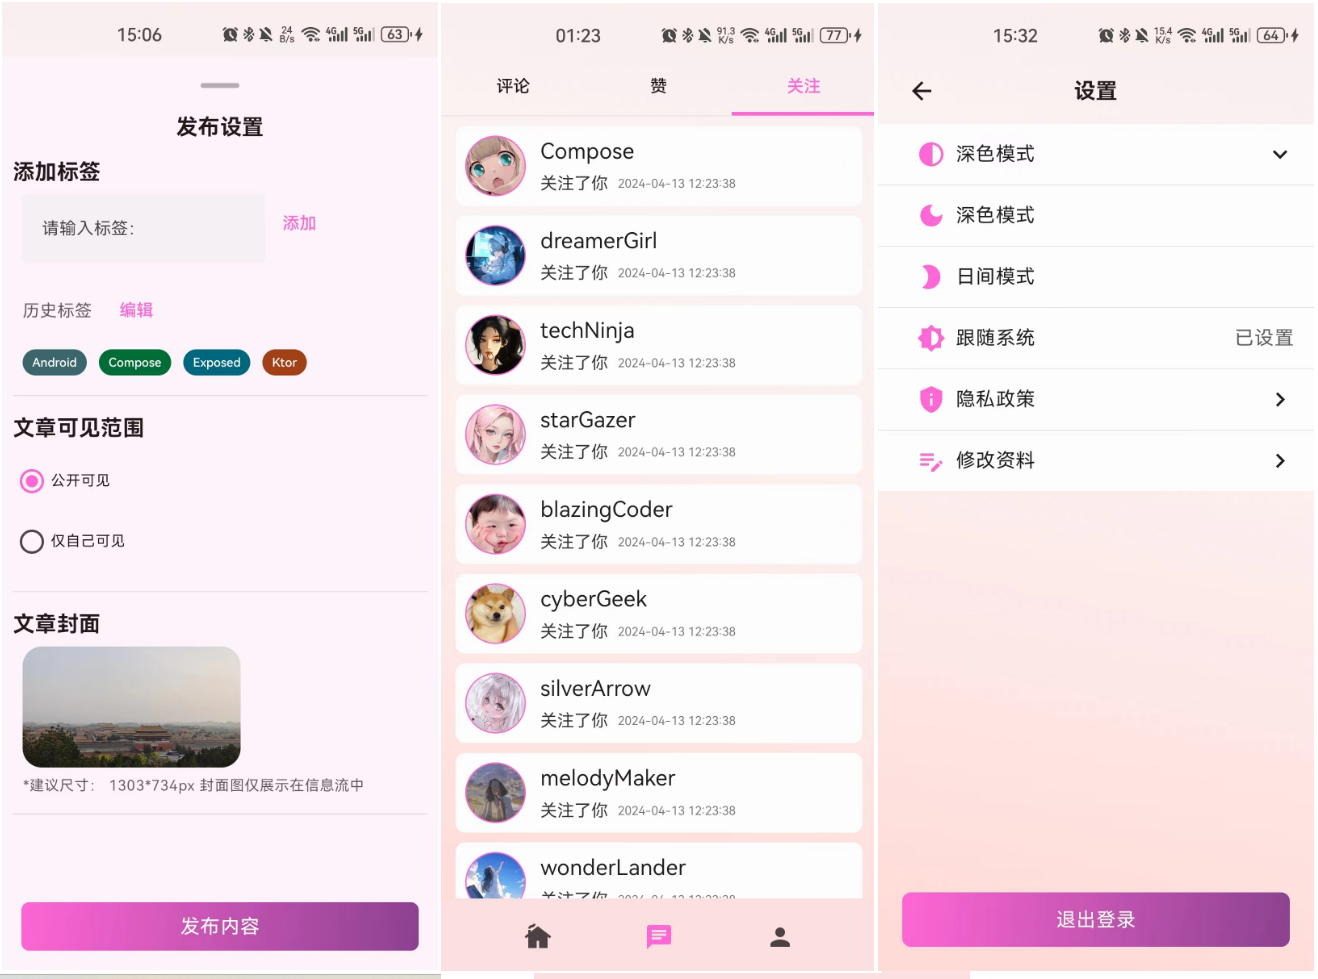 15:06 24 B/s 4G 5G 63
发布设置
添加标签
请输入标签: 添加
历史标签 编辑
Android Compose Exposed Ktor
文章可见范围
公开可见
仅自己可见
文章封面
*建议尺寸: 1303*734px 封面图仅展示在信息流中
发布内容
01:23 91.3 K/s 4G 5G 77
评论 赞 关注
Compose
关注了你 2024-04-13 12:23:38
dreamerGirl
关注了你 2024-04-13 12:23:38
techNinja
关注了你 2024-04-13 12:23:38
starGazer
关注了你 2024-04-13 12:23:38
blazingCoder
关注了你 2024-04-13 12:23:38
cyberGeek
关注了你 2024-04-13 12:23:38
silverArrow
关注了你 2024-04-13 12:23:38
melodyMaker
关注了你 2024-04-13 12:23:38
wonderLander
15:32 15.4 K/s 4G 5G 64
设置
深色模式
深色模式
日间模式
跟随系统 已设置
隐私政策
修改资料
退出登录